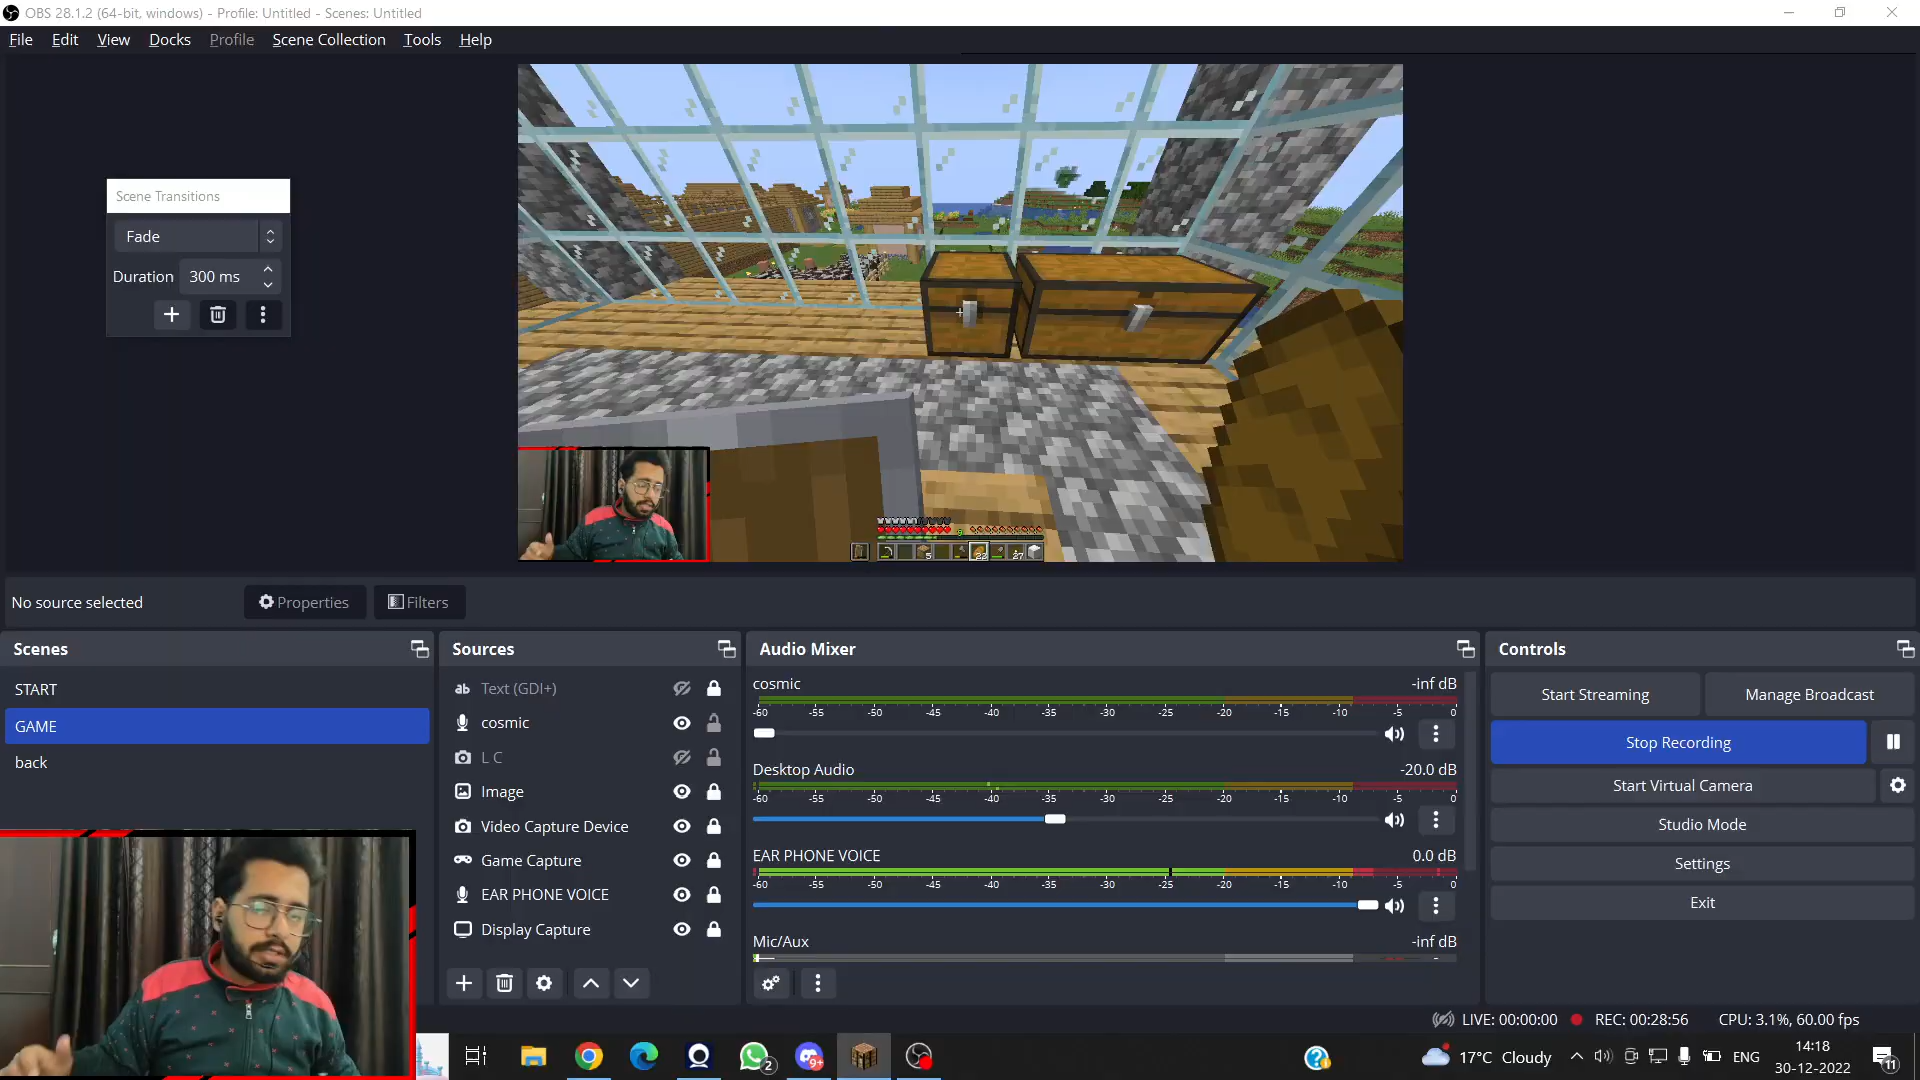 OBS 28.1.2 (64-bit, windows) - Profile: Untitled - Scenes: Untitled
File Edit View Docks Profile Scene Collection Tools Help
Scene Transitions
Fade
Duration 300 ms
5 22 27
No source selected Properties Filters
Scenes
START
GAME
back
Sources
Text (GDI+)
cosmic
L C
Image
Video Capture Device
Game Capture
EAR PHONE VOICE
Display Capture
Audio Mixer
cosmic -inf dB
-60 -55 -50 -45 -40 -35 -30 -25 -20 -15 -10 -5 0
Desktop Audio -20.0 dB
-60 -55 -50 -45 -40 -35 -30 -25 -20 -15 -10 -5 0
EAR PHONE VOICE 0.0 dB
-60 -55 -50 -45 -40 -35 -30 -25 -20 -15 -10 -5 0
Mic/Aux -inf dB
Controls
Start Streaming Manage Broadcast
Stop Recording
Start Virtual Camera
Studio Mode
Settings
Exit
LIVE: 00:00:00 REC: 00:28:56 CPU: 3.1%, 60.00 fps
2 9+ 17°C Cloudy ENG 14:18
30-12-2022 11